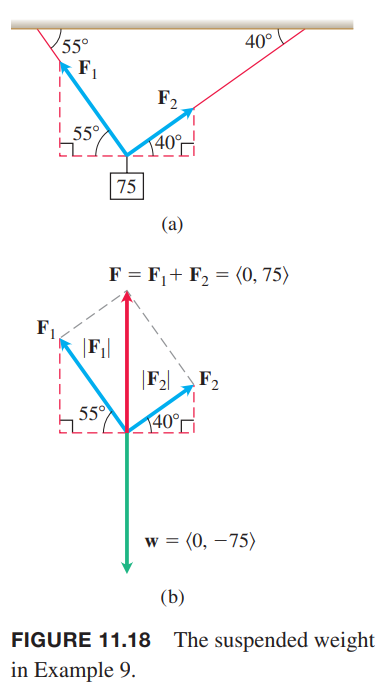 55° 40°
F₁
F₂
55° 40°
75
(a)
F = F₁ + F₂ = ⟨0, 75⟩
F₁ |F₁|
|F₂| F₂
55° 40°
w = ⟨0, −75⟩
(b)
FIGURE 11.18 The suspended weight
in Example 9.